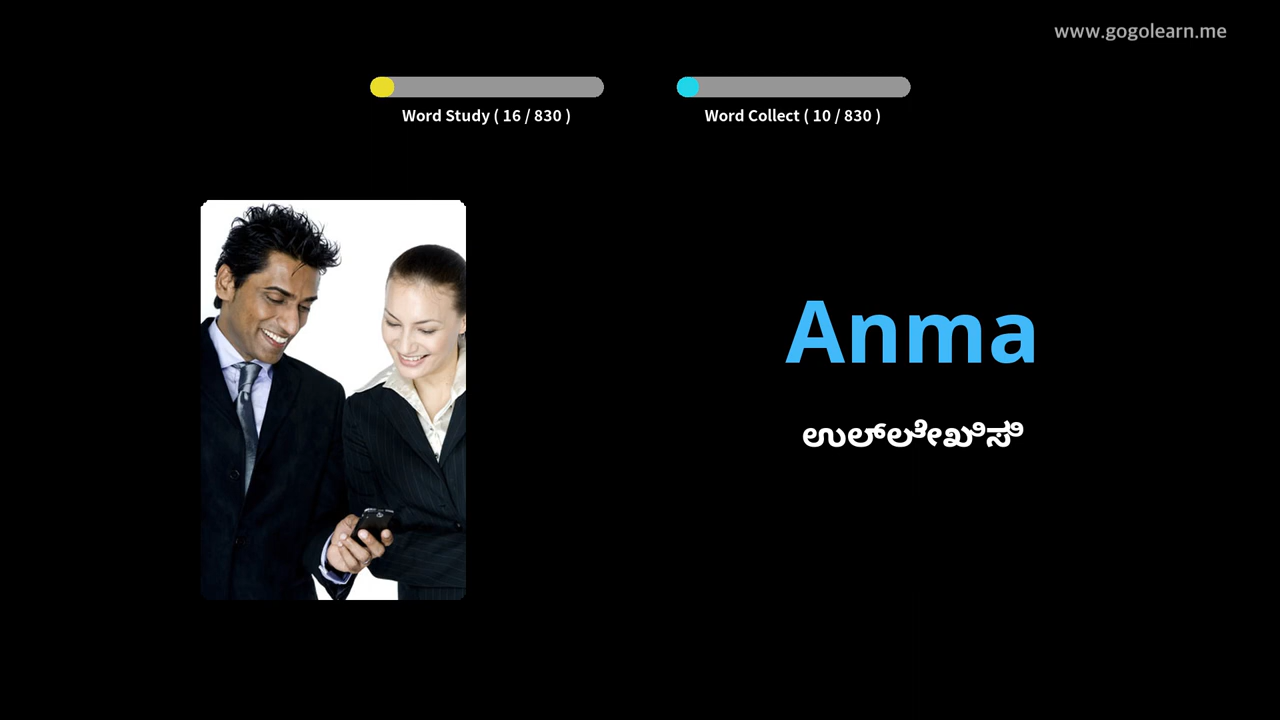 www.gogolearn.me
Word Study ( 16 / 830 )
Word Collect ( 10 / 830 )
Anma
ಉಲ್ಲೇಖಿಸಿ